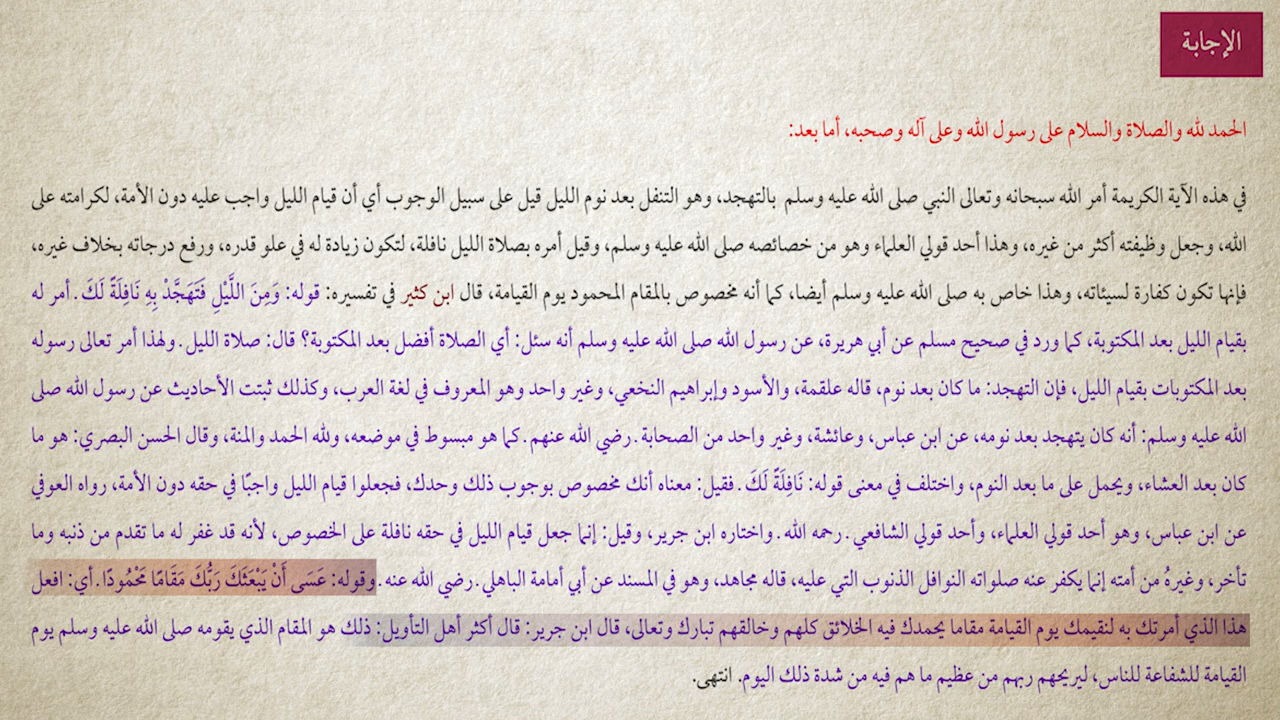 الإجابة
الحمد لله والصلاة والسلام على رسول الله وعلى آله وصحبه، أما بعد:
في هذه الآية الكريمة أمر الله سبحانه وتعالى النبي صلى الله عليه وسلم بالتهجد، وهو التنفل بعد نوم الليل قيل على سبيل الوجوب أي أن قيام الليل واجب عليه دون الأمة، لكرامته على
الله، وجعل وظيفته أكثر من غيره، وهذا أحد قولي العلماء وهو من خصائصه صلى الله عليه وسلم، وقيل أمره بصلاة الليل نافلة، لتكون زيادة له في علو قدره، ورفع درجاته بخلاف غيره،
فإنها تكون كفارة لسيئاته، وهذا خاص به صلى الله عليه وسلم أيضا، كما أنه مخصوص بالمقام المحمود يوم القيامة، قال ابن كثير في تفسيره: قوله: وَمِنَ اللَّيْلِ فَتَهَجَّدْ بِهِ نَافِلَةً لَكَ. أمر له
بقيام الليل بعد المكتوبة، كما ورد في صحيح مسلم عن أبي هريرة، عن رسول الله صلى الله عليه وسلم أنه سئل: أي الصلاة أفضل بعد المكتوبة؟ قال: صلاة الليل. ولهذا أمر تعالى رسوله
بعد المكتوبات بقيام الليل، فإن التهجد: ما كان بعد نوم، قاله علقمة، والأسود وإبراهيم النخعي، وغير واحد وهو المعروف في لغة العرب، وكذلك ثبتت الأحاديث عن رسول الله صلى
الله عليه وسلم: أنه كان يتهجد بعد نومه، عن ابن عباس، وعائشة، وغير واحد من الصحابة. رضي الله عنهم. كما هو مبسوط في موضعه، ولله الحمد والمنة، وقال الحسن البصري: هو ما
كان بعد العشاء، ويحمل على ما بعد النوم، واختلف في معنى قوله: نَافِلَةً لَكَ. فقيل: معناه أنك مخصوص بوجوب ذلك وحدك، فجعلوا قيام الليل واجبًا في حقه دون الأمة، رواه العوفي
عن ابن عباس، وهو أحد قولي العلماء، وأحد قولي الشافعي. رحمه الله. واختاره ابن جرير، وقيل: إنما جعل قيام الليل في حقه نافلة على الخصوص، لأنه قد غفر له ما تقدم من ذنبه وما
تأخر، وغيرهُ من أمته إنما يكفر عنه صلواته النوافل الذنوب التي عليه، قاله مجاهد، وهو في المسند عن أبي أمامة الباهلي. رضي الله عنه. وقوله: عَسَى أَنْ يَبْعَثَكَ رَبُّكَ مَقَامًا مَحْمُودًا. أي: افعل
هذا الذي أمرتك به لنقيمك يوم القيامة مقاما يحمدك فيه الخلائق كلهم وخالقهم تبارك وتعالى، قال ابن جرير: قال أكثر أهل التأويل: ذلك هو المقام الذي يقومه صلى الله عليه وسلم يوم
القيامة للشفاعة للناس، ليريحهم ربهم من عظيم ما هم فيه من شدة ذلك اليوم. انتهى.